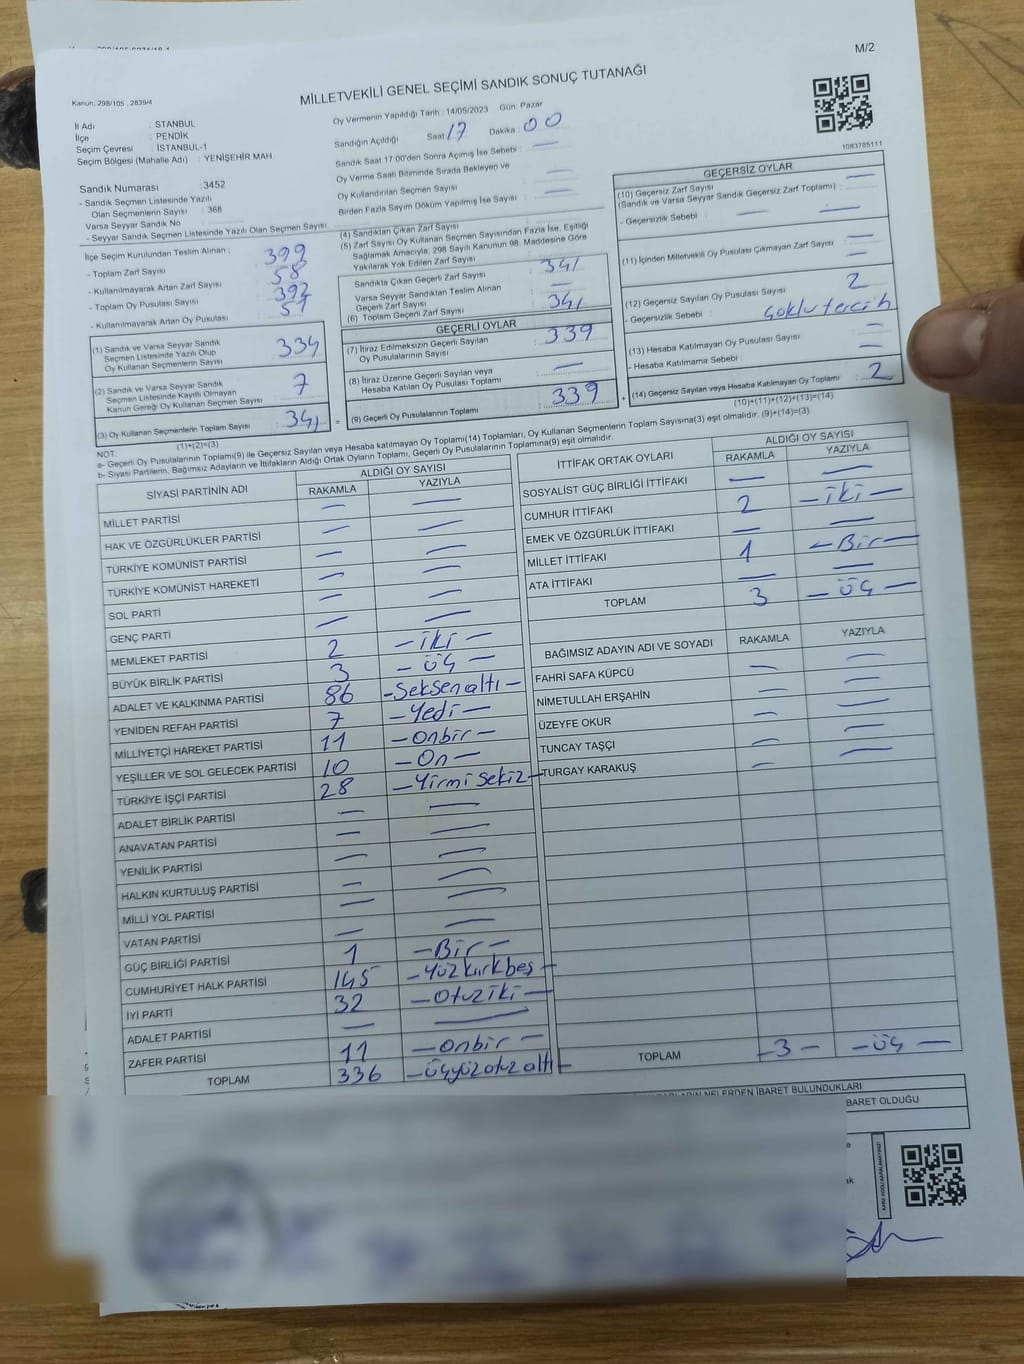 M/2
Kanun; 298/105 , 2839/4
MİLLETVEKİLİ GENEL SEÇİMİ SANDIK SONUÇ TUTANAĞI
İl Adı : STANBUL
İlçe : PENDİK
Seçim Çevresi : İSTANBUL-1
Seçim Bölgesi (Mahalle Adı) : YENİŞEHİR MAH
Oy Vermenin Yapıldığı Tarih : 14/05/2023 Gün: Pazar
Sandığın Açıldığı Saat: 17 Dakika : 00
Sandık Saat 17:00'den Sonra Açımış İse Sebebi : —
Oy Verme Saati Bitiminde Sırada Bekleyen ve
Oy Kullandırılan Seçmen Sayısı —
Birden Fazla Sayım Döküm Yapılmış İse Sayısı —
1083785111
Sandık Numarası :3452
- Sandık Seçmen Listesinde Yazılı
Olan Seçmenlerin Sayısı : 368
Varsa Seyyar Sandık No
- Seyyar Sandık Seçmen Listesinde Yazılı Olan Seçmen Sayısı
İlçe Seçim Kurulundan Teslim Alınan ;
- Toplam Zarf Sayısı 399
- Kullanılmayarak Artan Zarf Sayısı 58
- Toplam Oy Pusulası Sayısı 392
- Kullanılmayarak Artan Oy Pusulası 51
(1) Sandık ve Varsa Seyyar Sandık
Seçmen Listesinde Yazılı Olup
Oy Kullanan Seçmenlerin Sayısı 334
(2) Sandık ve Varsa Seyyar Sandık
Seçmen Listesinde Kayıtlı Olmayan
Kanun Gereği Oy Kullanan Seçmen Sayısı 7
(3) Oy Kullanan Seçmenlerin Toplam Sayısı 341 =
(1)+(2)=(3)
(4) Sandıktan Çıkan Zarf Sayısı
(5) Zarf Sayısı Oy Kullanan Seçmen Sayısından Fazla İse, Eşitliği
Sağlamak Amacıyla; 298 Sayılı Kanunun 98. Maddesine Göre
Yakılarak Yok Edilen Zarf Sayısı
Sandıkta Çıkan Geçerli Zarf Sayısı 341
Varsa Seyyar Sandıktan Teslim Alınan
Geçerli Zarf Sayısı —
(6) Toplam Geçerli Zarf Sayısı 341
GEÇERLİ OYLAR
(7) İtiraz Edilmeksizin Geçerli Sayılan
Oy Pusulalarının Sayısı 339
(8) İtiraz Üzerine Geçerli Sayılan veya
Hesaba Katılan Oy Pusulası Toplamı —
(9) Geçerli Oy Pusulalarının Toplamı 339 +
GEÇERSİZ OYLAR
(10) Geçersiz Zarf Sayısı
(Sandık ve Varsa Seyyar Sandık Geçersiz Zarf Toplamı) : —
- Geçersizlik Sebebi : — —
(11) İçinden Milletvekili Oy Pusulası Çıkmayan Zarf Sayısı —
(12) Geçersiz Sayılan Oy Pusulası Sayısı 2
- Geçersizlik Sebebi : Çoklu tercih
(13) Hesaba Katılmayan Oy Pusulası Sayısı : —
- Hesaba Katılmama Sebebi : —
(14) Geçersiz Sayılan veya Hesaba Katılmayan Oy Toplamı 2
(10)+(11)+(12)+(13)=(14)
NOT:
a- Geçerli Oy Pusulalarının Toplamı(9) ile Geçersiz Sayılan veya Hesaba katılmayan Oy Toplamı(14) Toplamları, Oy Kullanan Seçmenlerin Toplam Sayısına(3) eşit olmalıdır. (9)+(14)=(3)
b- Siyasi Partilerin, Bağımsız Adayların ve İttifakların Aldığı Ortak Oyların Toplamı, Geçerli Oy Pusulalarının Toplamına(9) eşit olmalıdır.
SİYASİ PARTİNİN ADI ALDIĞI OY SAYISI
RAKAMLA YAZIYLA
MİLLET PARTİSİ — —
HAK VE ÖZGÜRLÜKLER PARTİSİ — —
TÜRKİYE KOMÜNİST PARTİSİ — —
TÜRKİYE KOMÜNİST HAREKETİ — —
SOL PARTİ — —
GENÇ PARTİ — —
MEMLEKET PARTİSİ 2 — iki —
BÜYÜK BİRLİK PARTİSİ 3 — üç —
ADALET VE KALKINMA PARTİSİ 86 — Seksenaltı —
YENİDEN REFAH PARTİSİ 7 — Yedi —
MİLLİYETÇİ HAREKET PARTİSİ 11 — onbir —
YEŞİLLER VE SOL GELECEK PARTİSİ 10 — On —
TÜRKİYE İŞÇİ PARTİSİ 28 — Yirmi Sekiz —
ADALET BİRLİK PARTİSİ — —
ANAVATAN PARTİSİ — —
YENİLİK PARTİSİ — —
HALKIN KURTULUŞ PARTİSİ — —
MİLLİ YOL PARTİSİ — —
VATAN PARTİSİ — —
GÜÇ BİRLİĞİ PARTİSİ 1 — Bir —
CUMHURİYET HALK PARTİSİ 145 — Yüz kırkbeş —
İYİ PARTİ 32 — Otuz iki —
ADALET PARTİSİ — —
ZAFER PARTİSİ 11 — onbir —
TOPLAM 336 — Üçyüz otuz altı —
İTTİFAK ORTAK OYLARI ALDIĞI OY SAYISI
RAKAMLA YAZIYLA
SOSYALİST GÜÇ BİRLİĞİ İTTİFAKI — —
CUMHUR İTTİFAKI 2 — iki —
EMEK VE ÖZGÜRLÜK İTTİFAKI — —
MİLLET İTTİFAKI 1 — Bir —
ATA İTTİFAKI — —
TOPLAM 3 — üç —
BAĞIMSIZ ADAYIN ADI VE SOYADI RAKAMLA YAZIYLA
FAHRİ SAFA KÜPCÜ — —
NİMETULLAH ERŞAHİN — —
ÜZEYFE OKUR — —
TUNCAY TAŞÇI — —
TURGAY KARAKUŞ — —
TOPLAM — 3 — — üç —
NELERDEN İBARET BULUNDUKLARI
BARET OLDUĞU